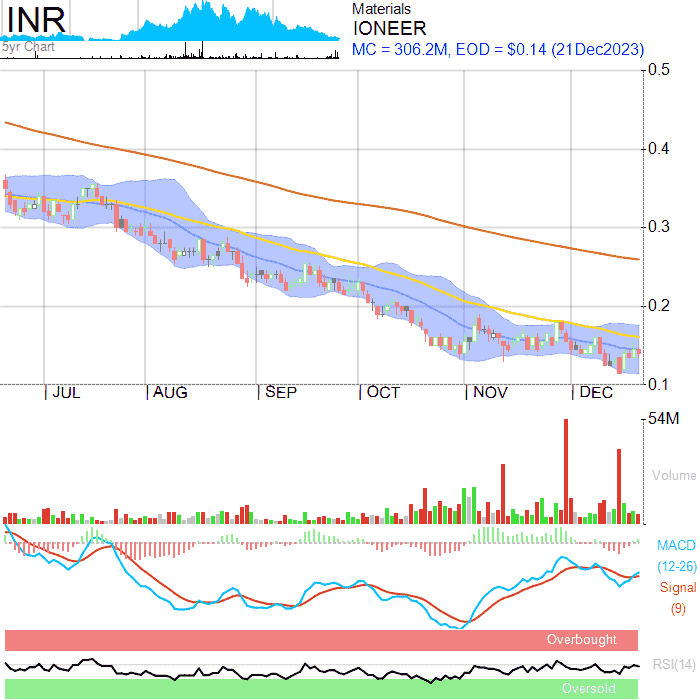 INR
5yr Chart
Materials
IONEER
MC = 306.2M, EOD = $0.14 (21Dec2023)
0.5
0.4
0.3
0.2
0.1
JUL AUG SEP OCT NOV DEC
54M
Volume
MACD
(12-26)
Signal
(9)
Overbought
RSI(14)
Oversold